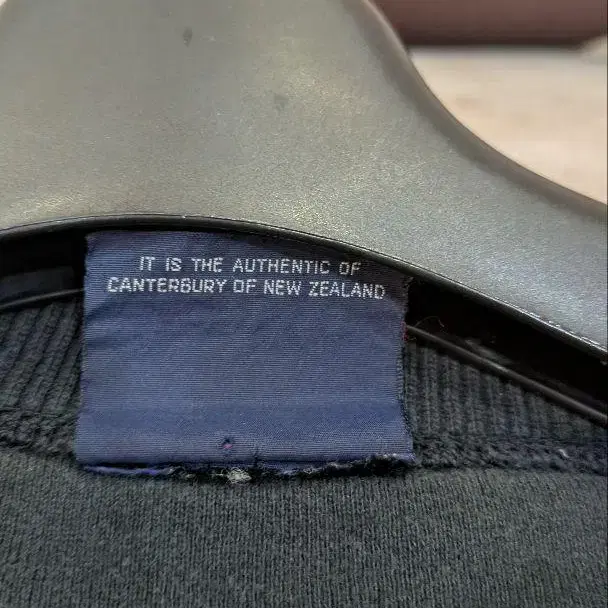 IT IS THE AUTHENTIC OF
CANTERBURY OF NEW ZEALAND